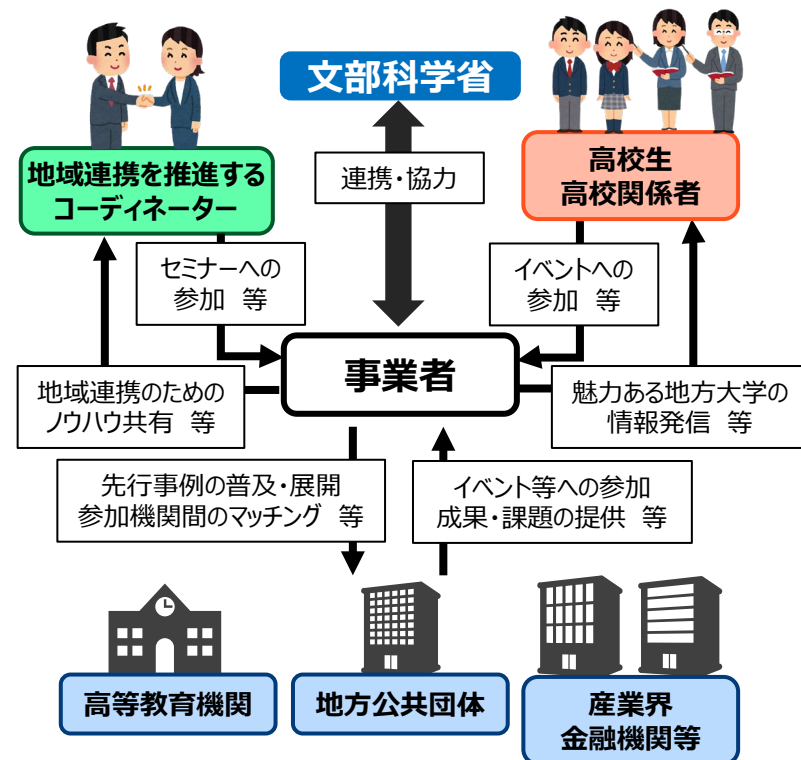 文部科学省
地域連携を推進する
コーディネーター
高校生
高校関係者
連携・協力
セミナーへの
参加　等
イベントへの
参加　等
事業者
地域連携のための
ノウハウ共有　等
魅力ある地方大学の
情報発信　等
先行事例の普及・展開
参加機関間のマッチング　等
イベント等への参加
成果・課題の提供　等
高等教育機関
地方公共団体
産業界
金融機関等